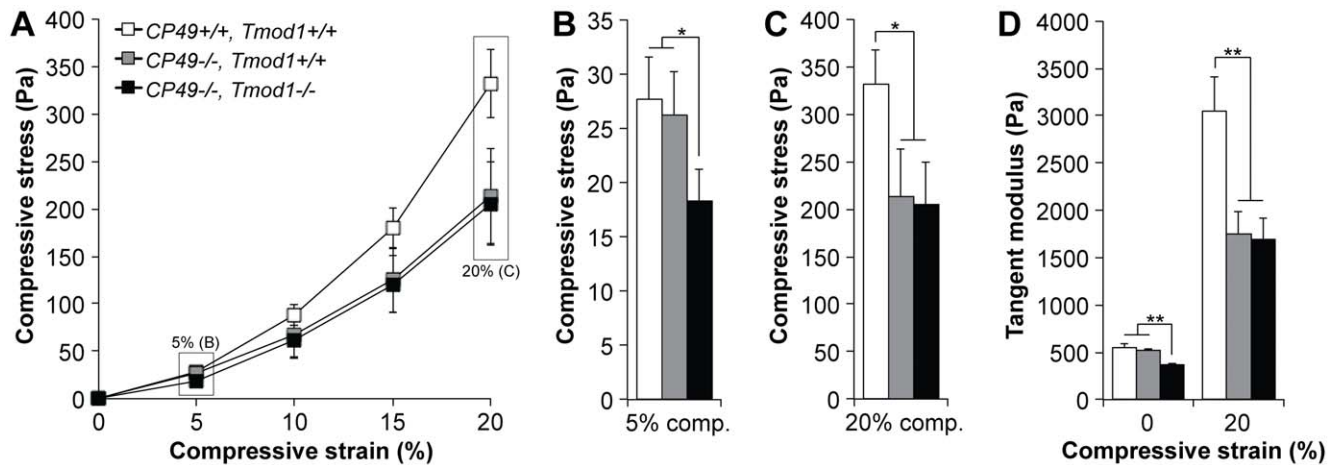 A
CP49+/+, Tmod1+/+
CP49-/-, Tmod1+/+
CP49-/-, Tmod1-/-
Compressive stress (Pa)
400
350
300
250
200
150
100
50
0
5% (B)
20% (C)
0 5 10 15 20
Compressive strain (%)
B
*
Compressive stress (Pa)
35
30
25
20
15
10
5
0
5% comp.
C
*
Compressive stress (Pa)
400
350
300
250
200
150
100
50
0
20% comp.
D
**
**
Tangent modulus (Pa)
4000
3500
3000
2500
2000
1500
1000
500
0
0 20
Compressive strain (%)